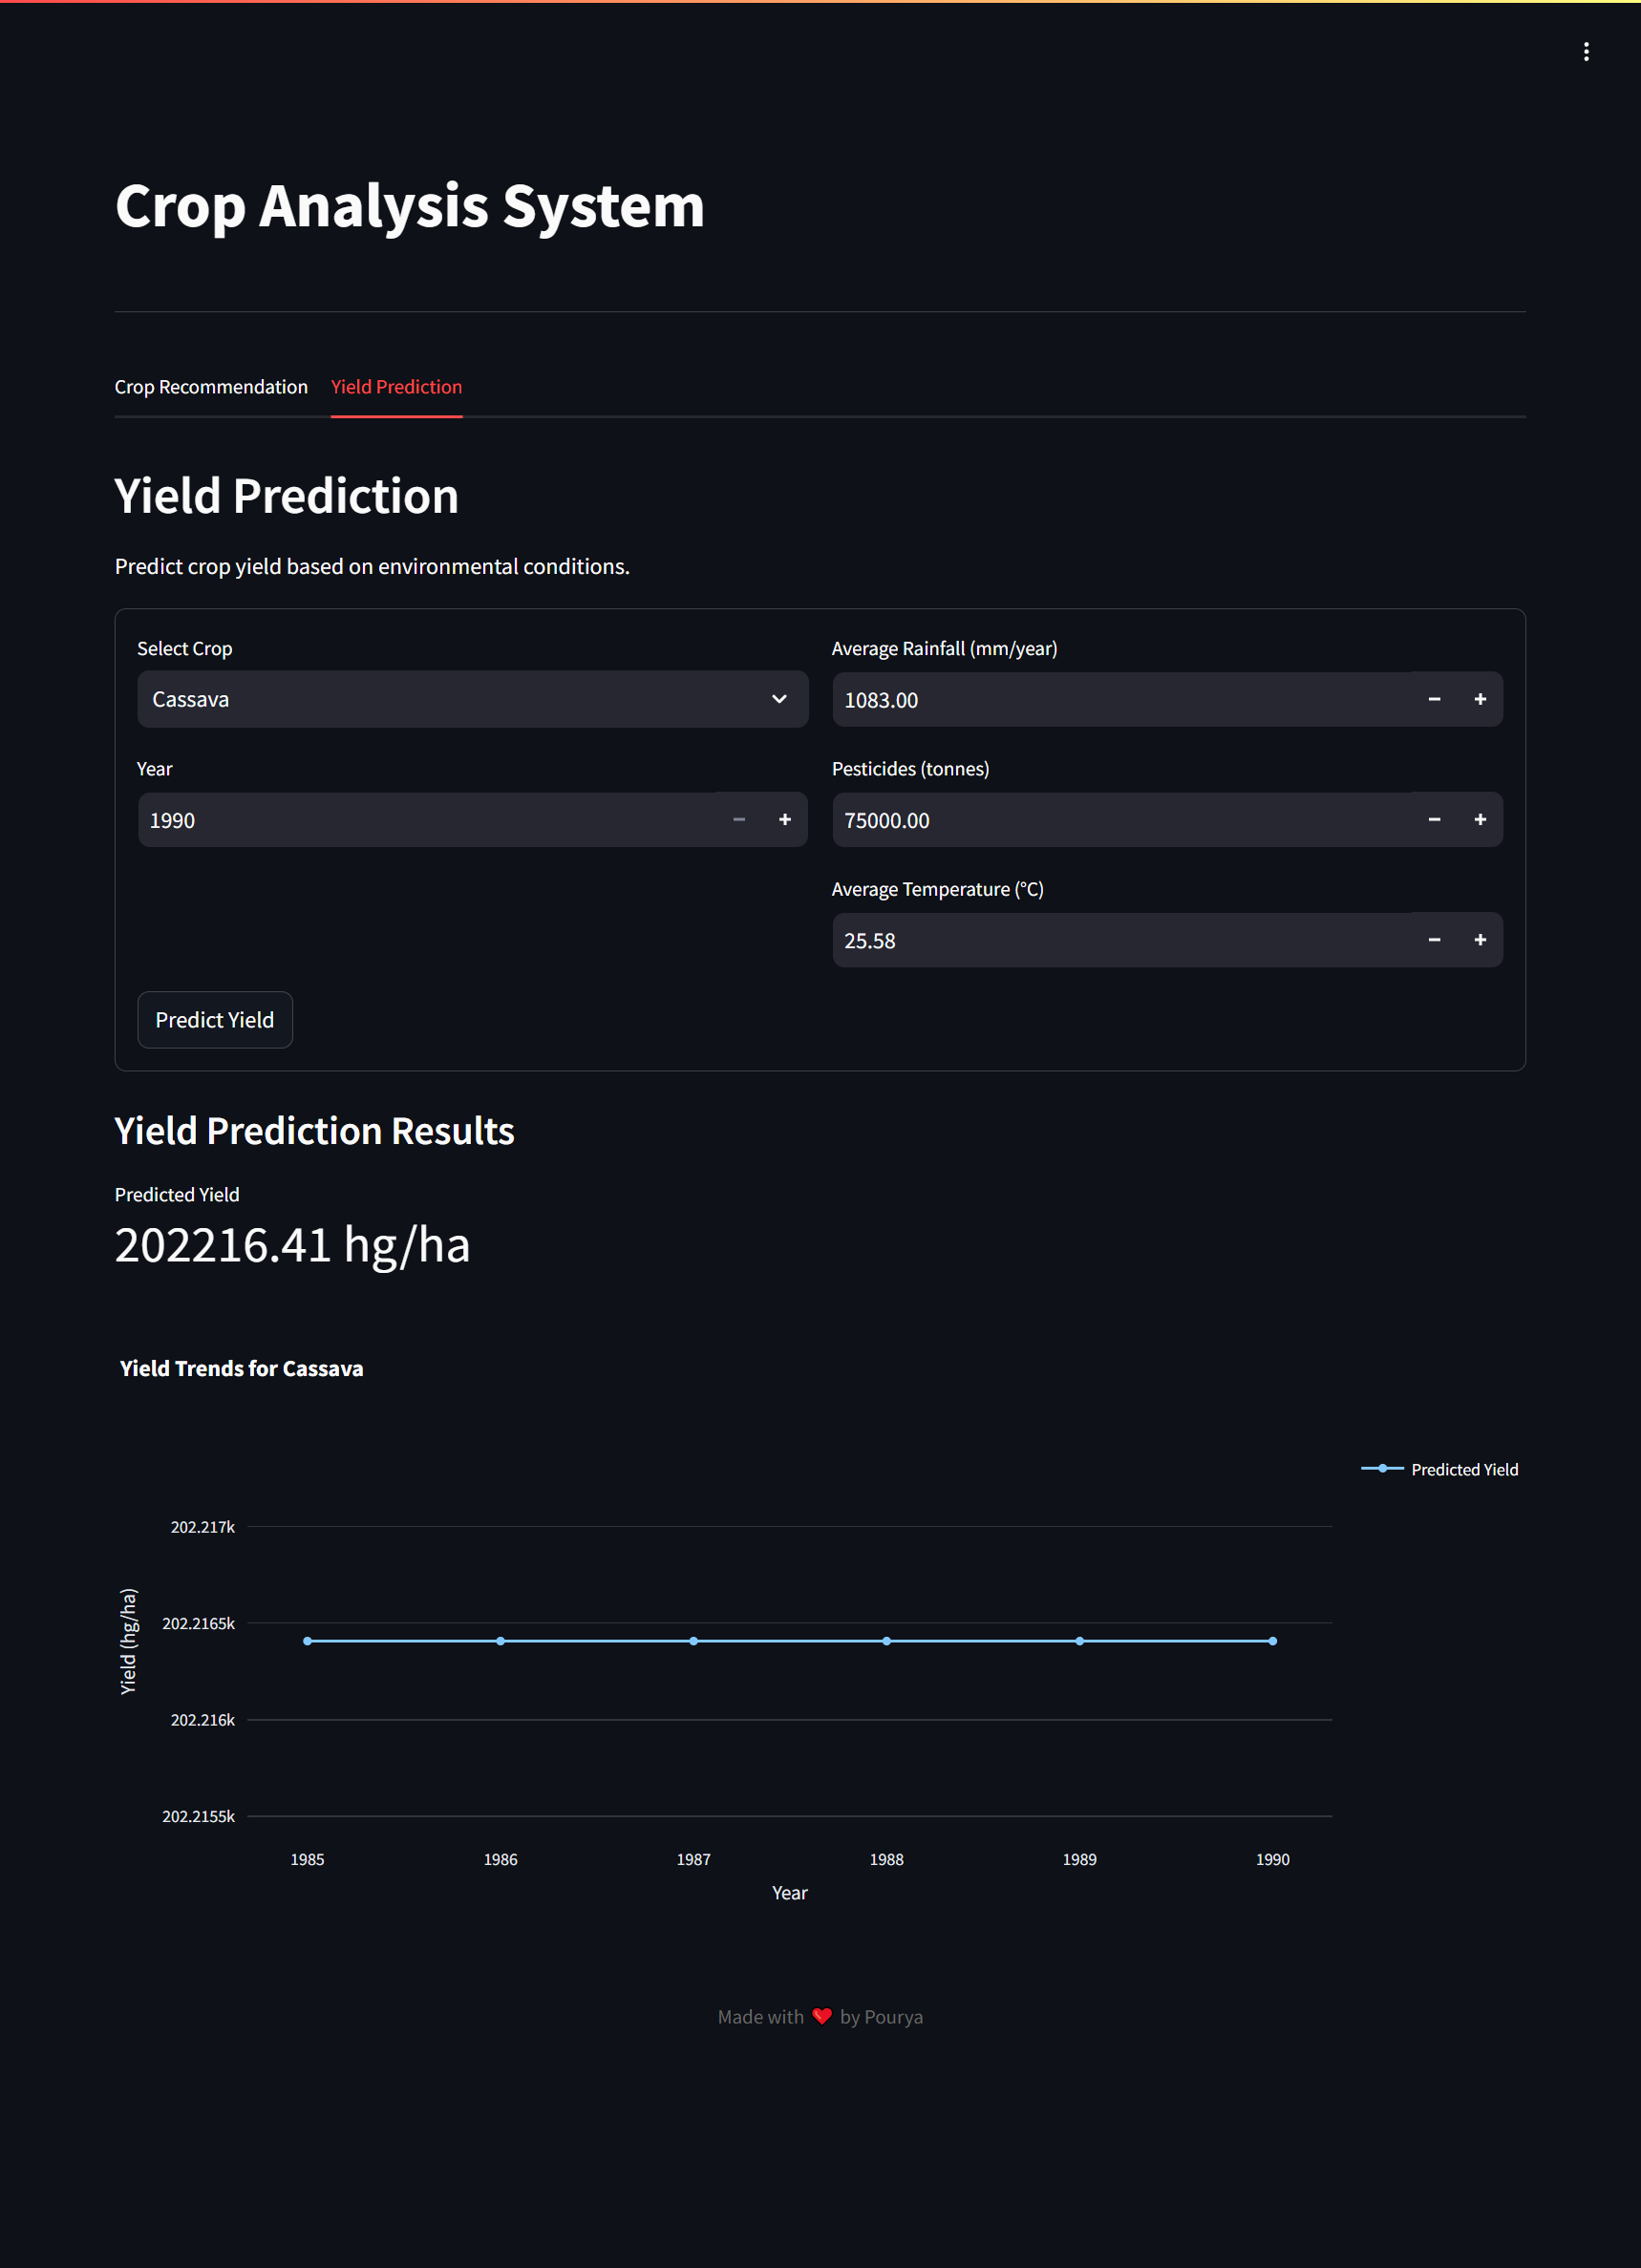 Crop Analysis System
Crop Recommendation
Yield Prediction
Yield Prediction
Predict crop yield based on environmental conditions.
Select Crop
Cassava
Year
1990
Average Rainfall (mm/year)
1083.00
Pesticides (tonnes)
75000.00
Average Temperature (°C)
25.58
Predict Yield
Yield Prediction Results
Predicted Yield
202216.41 hg/ha
Yield Trends for Cassava
Predicted Yield
Yield (hg/ha)
202.217k
202.2165k
202.216k
202.2155k
1985 1986 1987 1988 1989 1990
Year
Made with ❤️ by Pourya